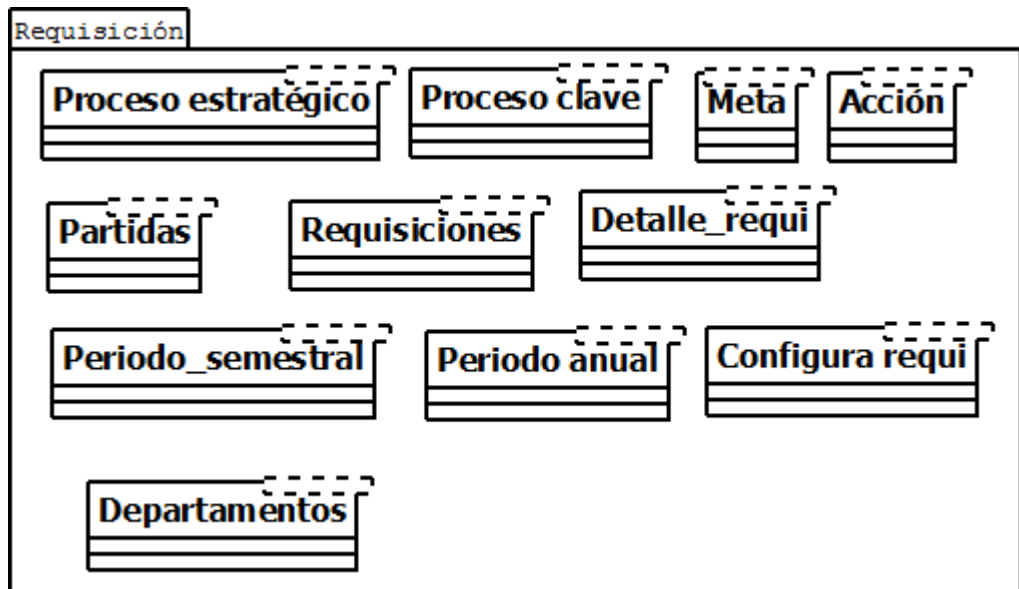 Requisición
Proceso estratégico
Proceso clave
Meta
Acción
Partidas
Requisiciones
Detalle_requi
Periodo_semestral
Periodo anual
Configura requi
Departamentos